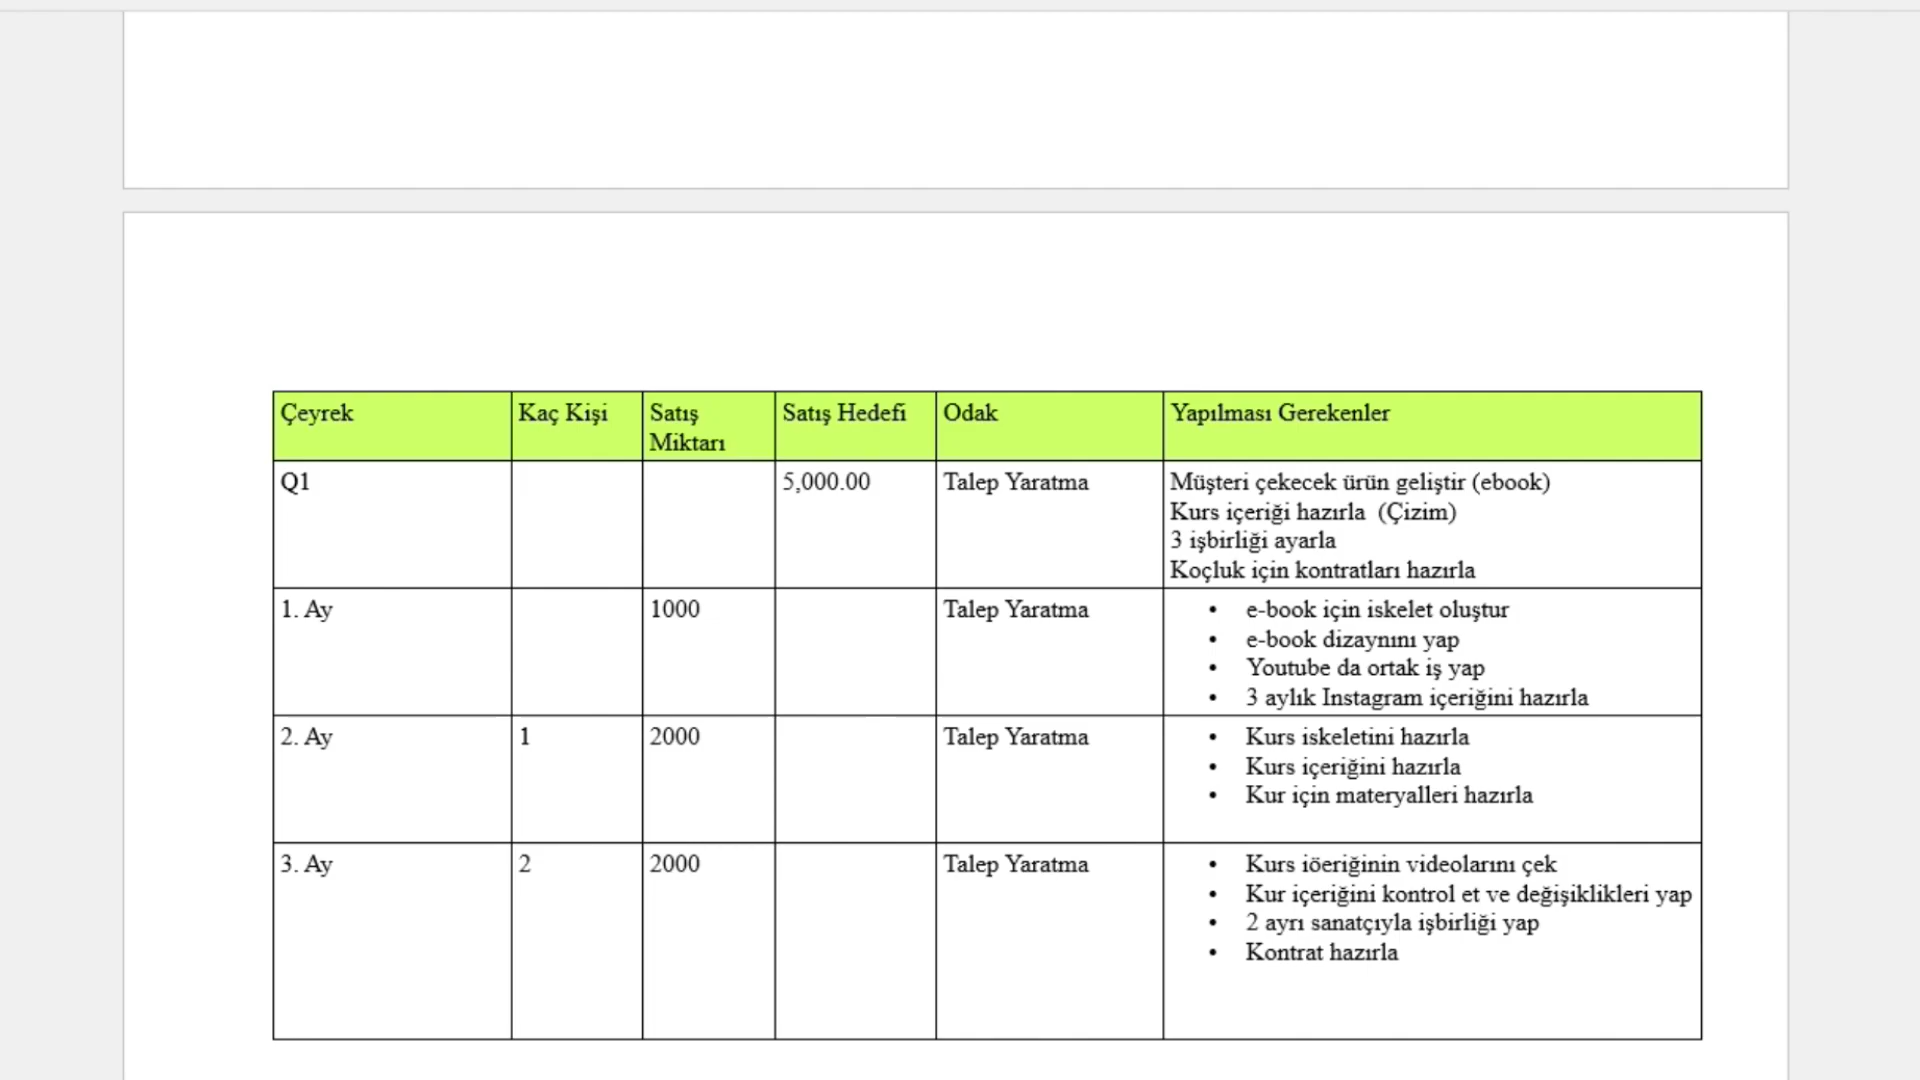 Çeyrek
Kaç Kişi
Satış
Miktarı
Satış Hedefi
Odak
Yapılması Gerekenler
Q1
5,000.00
Talep Yaratma
Müşteri çekecek ürün geliştir (ebook)
Kurs içeriği hazırla  (Çizim)
3 işbirliği ayarla
Koçluk için kontratları hazırla
1. Ay
1000
Talep Yaratma
• e-book için iskelet oluştur
• e-book dizaynını yap
• Youtube da ortak iş yap
• 3 aylık Instagram içeriğini hazırla
2. Ay
1
2000
Talep Yaratma
• Kurs iskeletini hazırla
• Kurs içeriğini hazırla
• Kur için materyalleri hazırla
3. Ay
2
2000
Talep Yaratma
• Kurs iöeriğinin videolarını çek
• Kur içeriğini kontrol et ve değişiklikleri yap
• 2 ayrı sanatçıyla işbirliği yap
• Kontrat hazırla